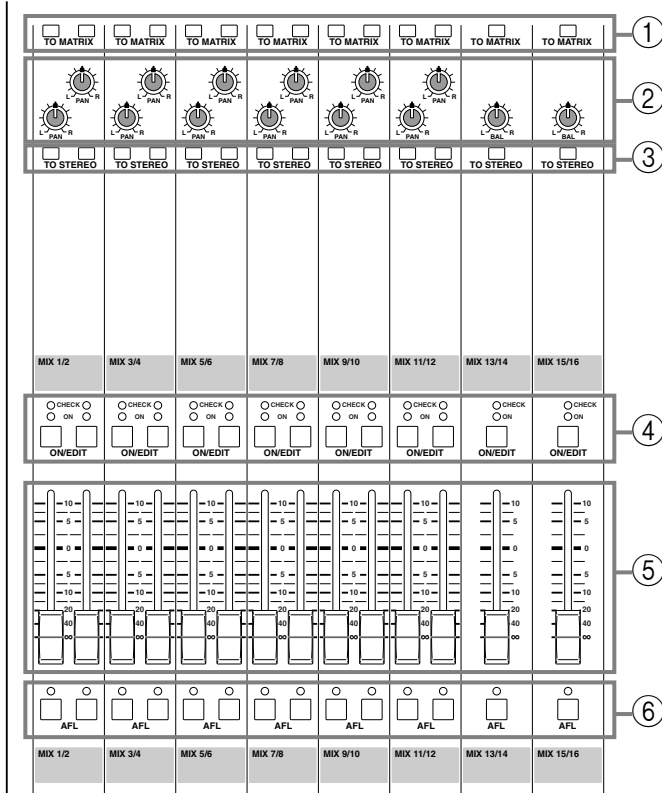 TO MATRIX TO MATRIX TO MATRIX TO MATRIX TO MATRIX TO MATRIX TO MATRIX TO MATRIX ①
L R PAN L R PAN L R PAN L R PAN L R PAN L R PAN
L R PAN L R PAN L R PAN L R PAN L R PAN L R PAN L R BAL L R BAL ②
TO STEREO TO STEREO TO STEREO TO STEREO TO STEREO TO STEREO TO STEREO TO STEREO ③
MIX 1/2 MIX 3/4 MIX 5/6 MIX 7/8 MIX 9/10 MIX 11/12 MIX 13/14 MIX 15/16
CHECK CHECK CHECK CHECK CHECK CHECK CHECK CHECK
ON ON ON ON ON ON ON ON ④
ON/EDIT ON/EDIT ON/EDIT ON/EDIT ON/EDIT ON/EDIT ON/EDIT ON/EDIT
10 10 10 10 10 10 10 10
5 5 5 5 5 5 5 5
0 0 0 0 0 0 0 0
5 5 5 5 5 5 5 5 ⑤
10 10 10 10 10 10 10 10
20 20 20 20 20 20 20 20
40 40 40 40 40 40 40 40
∞ ∞ ∞ ∞ ∞ ∞ ∞ ∞
AFL AFL AFL AFL AFL AFL AFL AFL ⑥
MIX 1/2 MIX 3/4 MIX 5/6 MIX 7/8 MIX 9/10 MIX 11/12 MIX 13/14 MIX 15/16